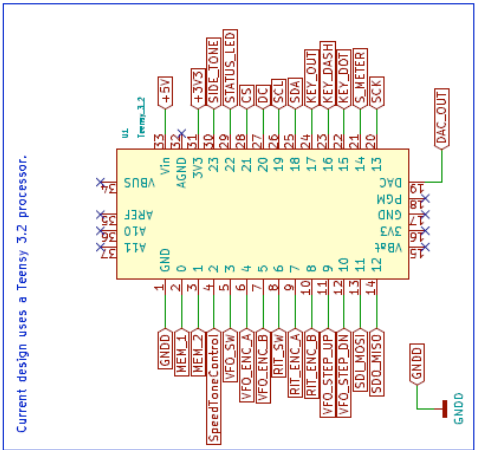 Current design uses a Teensy 3.2 processor.
U1
Teensy3.2
+5V
+3V3
SIDE_TONE
STATUS_LED
CS
DC
SCL
SDA
KEY_OUT
KEY_DASH
KEY_DOT
S_METER
SCK
33
32
31
30
29
28
27
26
25
24
23
22
21
20
Vin
AGND
3V3
23
22
21
20
19
18
17
16
15
14
13
34
35
36
37
VBUS
AREF
A10
A11
DAC
PGM
GND
3V3
VBat
19
18
17
16
15
DAC_OUT
GND
0
1
2
3
4
5
6
7
8
9
10
11
12
1
2
3
4
5
6
7
8
9
10
11
12
13
14
GNDD
MEM_1
MEM_2
SpeedToneControl
VFO_SW
VFO_ENC_A
VFO_ENC_B
RIT_SW
RIT_ENC_A
RIT_ENC_B
VFO_STEP_UP
VFO_STEP_DN
SDI_MOSI
SDO_MISO
GNDD
GNDD